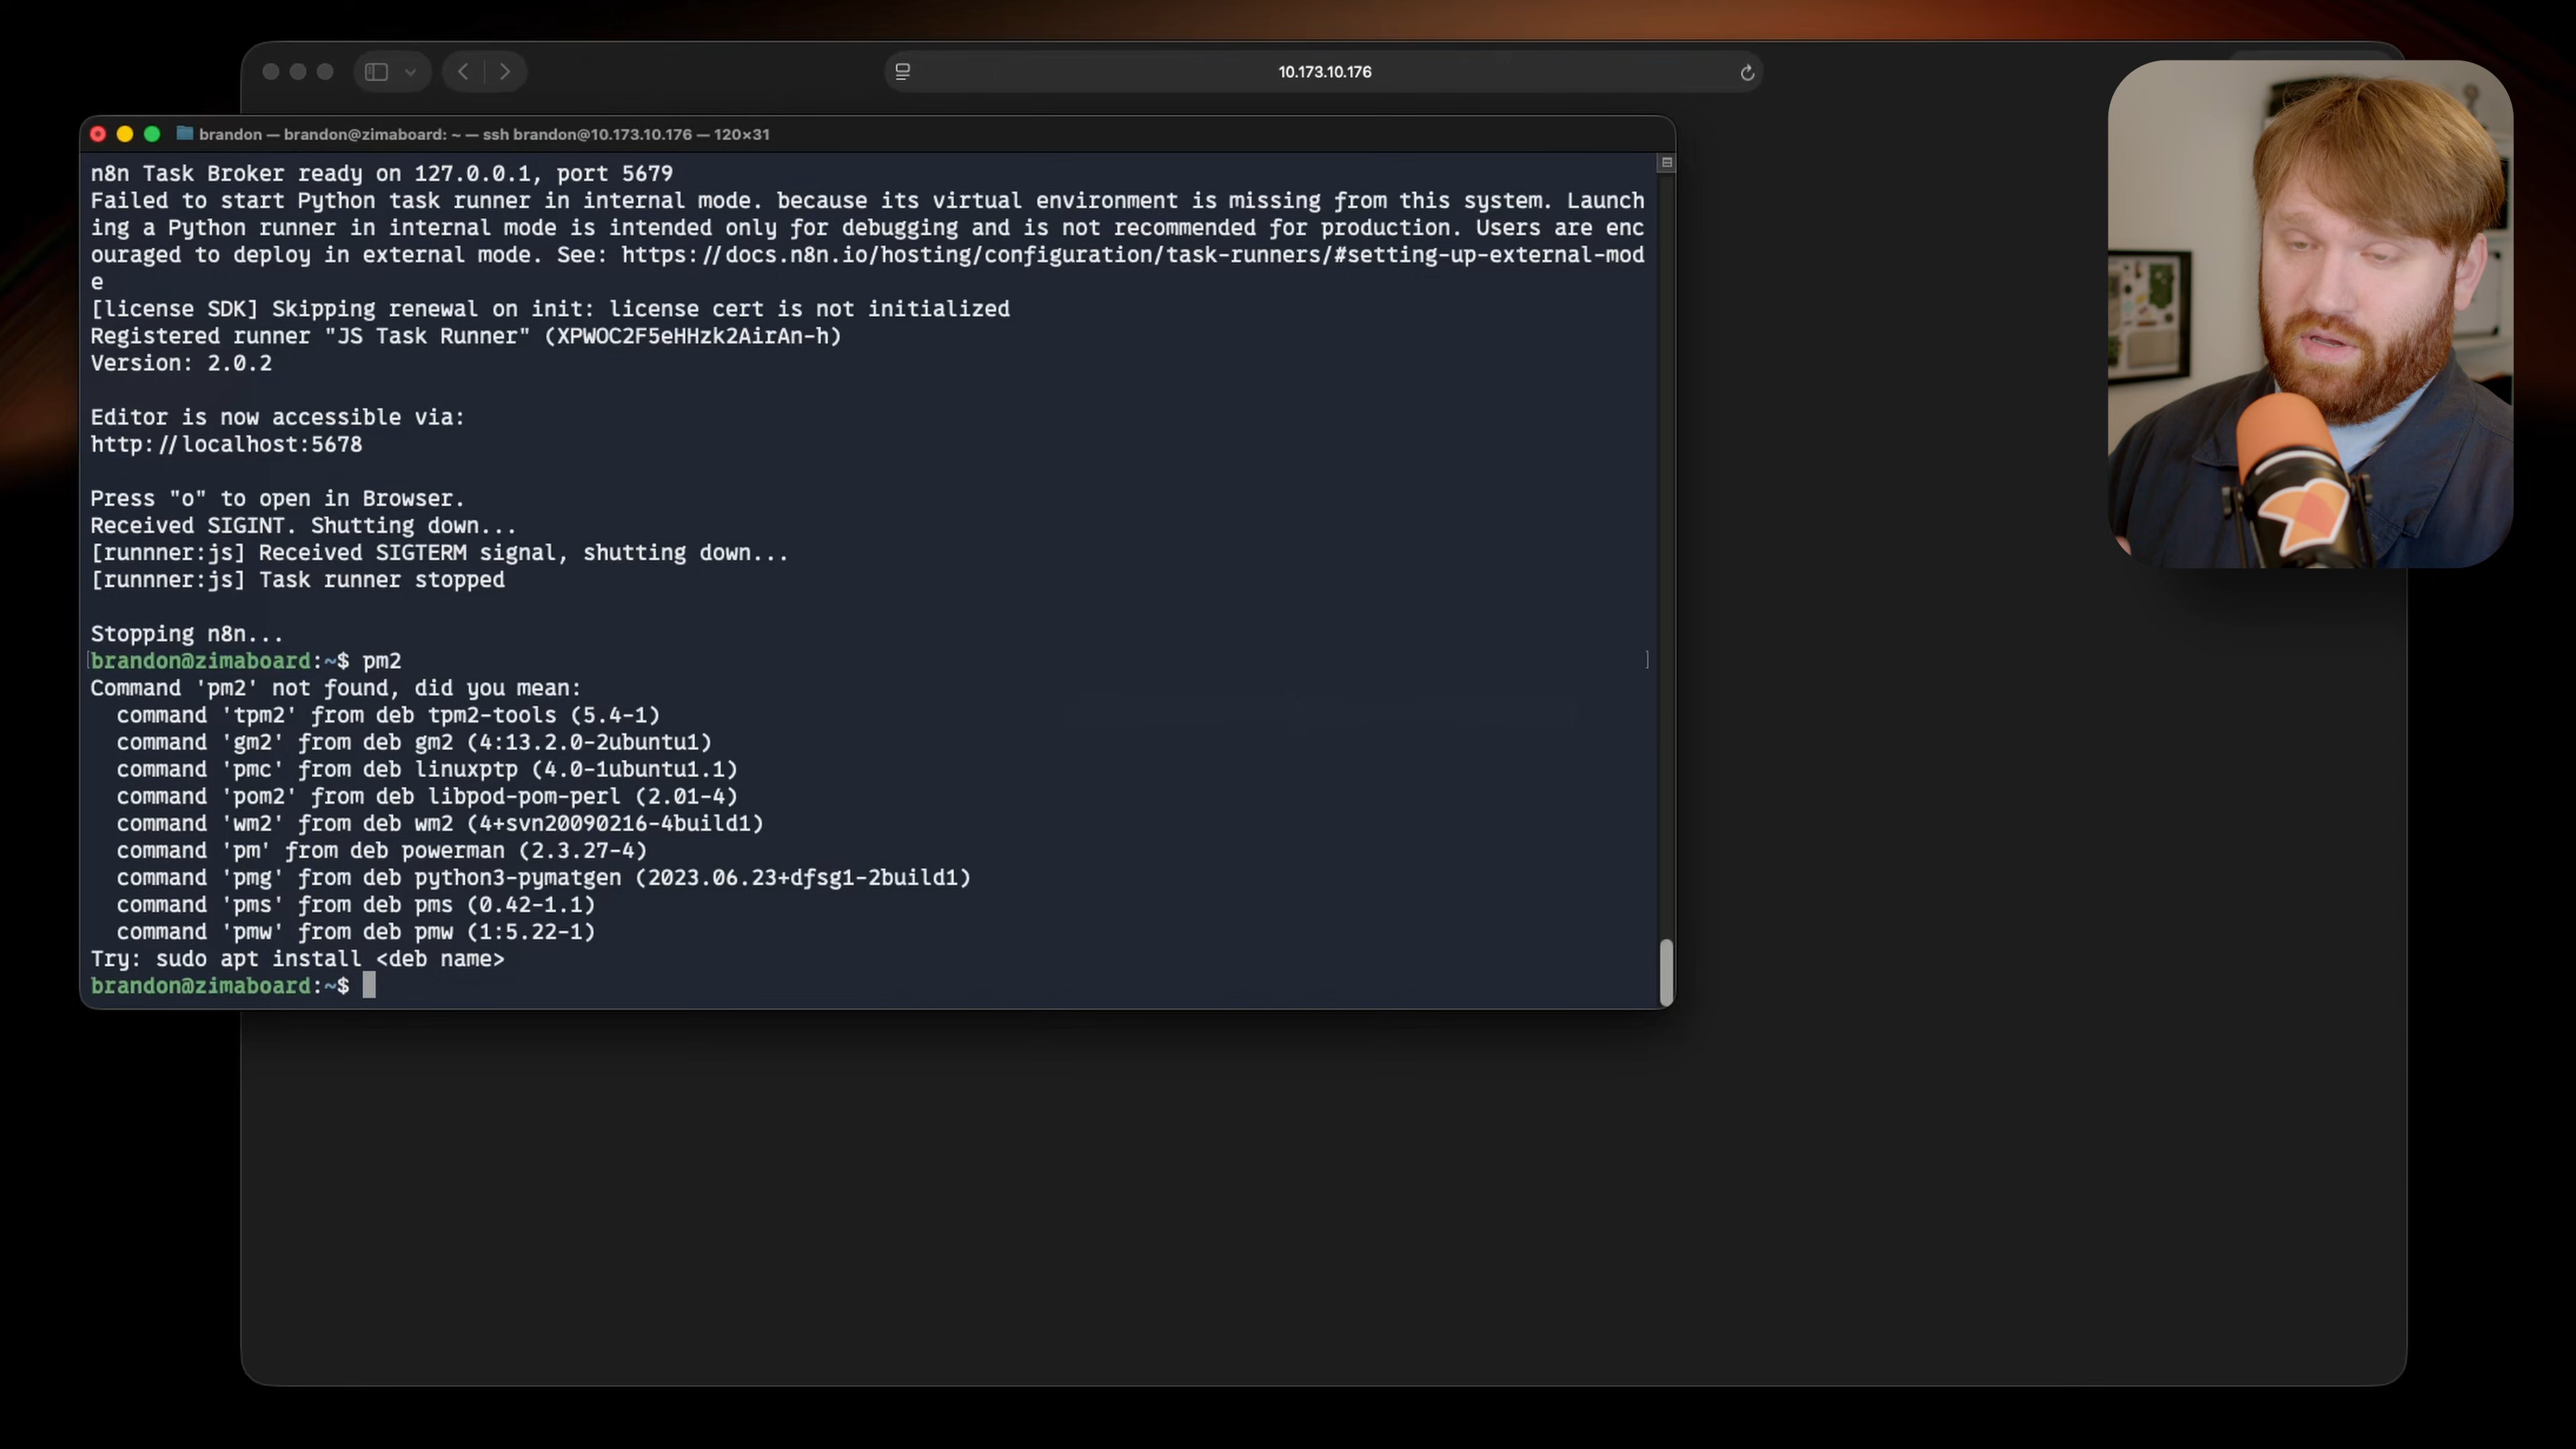 10.173.10.176
brandon — brandon@zimaboard: ~ — ssh brandon@10.173.10.176 — 120×31
n8n Task Broker ready on 127.0.0.1, port 5679
Failed to start Python task runner in internal mode. because its virtual environment is missing from this system. Launch
ing a Python runner in internal mode is intended only for debugging and is not recommended for production. Users are enc
ouraged to deploy in external mode. See: https://docs.n8n.io/hosting/configuration/task-runners/#setting-up-external-mod
e
[license SDK] Skipping renewal on init: license cert is not initialized
Registered runner "JS Task Runner" (XPWOC2F5eHHzk2AirAn-h)
Version: 2.0.2
Editor is now accessible via:
http://localhost:5678
Press "o" to open in Browser.
Received SIGINT. Shutting down...
[runnner:js] Received SIGTERM signal, shutting down...
[runnner:js] Task runner stopped
Stopping n8n...
brandon@zimaboard:~$ pm2
Command 'pm2' not found, did you mean:
command 'tpm2' from deb tpm2-tools (5.4-1)
command 'gm2' from deb gm2 (4:13.2.0-2ubuntu1)
command 'pmc' from deb linuxptp (4.0-1ubuntu1.1)
command 'pom2' from deb libpod-pom-perl (2.01-4)
command 'wm2' from deb wm2 (4+svn20090216-4build1)
command 'pm' from deb powerman (2.3.27-4)
command 'pmg' from deb python3-pymatgen (2023.06.23+dfsg1-2build1)
command 'pms' from deb pms (0.42-1.1)
command 'pmw' from deb pmw (1:5.22-1)
Try: sudo apt install <deb name>
brandon@zimaboard:~$